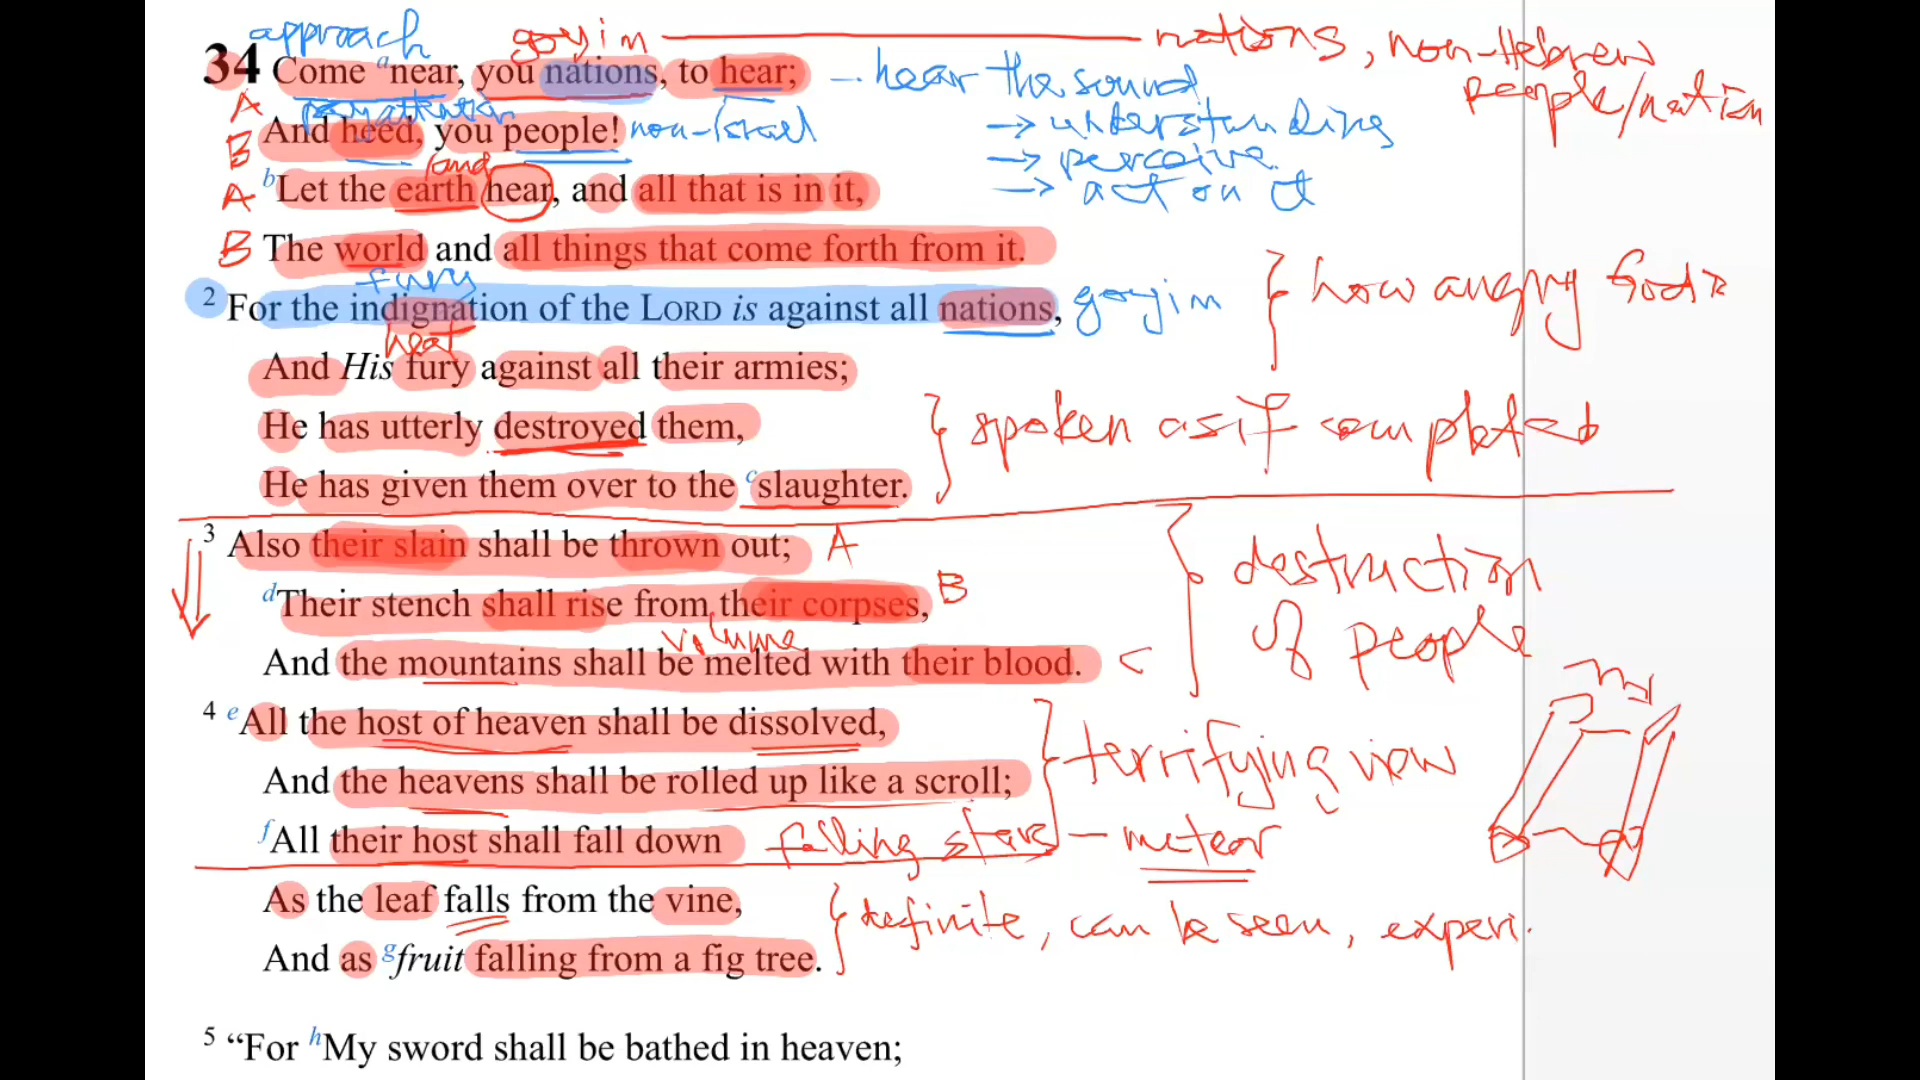 approach goyim nations, non-Hebrew
34 Come ᵃnear, you nations, to hear; – hear the sound people/nation
A
B And heed, you people! non-Israel → understanding
→ perceive
land
A ᵇLet the earth hear, and all that is in it, → act on it
B The world and all things that come forth from it.
fury
2 For the indignation of the LORD is against all nations, goyim } how angry God is
heat
And His fury against all their armies;
He has utterly destroyed them, } spoken as if completed
He has given them over to the ᶜslaughter.
3 Also their slain shall be thrown out; A destruction
ᵈTheir stench shall rise from their corpses, B of people
volume
And the mountains shall be melted with their blood. C
4 ᵉAll the host of heaven shall be dissolved,
And the heavens shall be rolled up like a scroll; } terrifying view
ᶠAll their host shall fall down falling stars – meteor
As the leaf falls from the vine, } definite, can be seen, experi.
And as ᵍfruit falling from a fig tree.
5 “For ʰMy sword shall be bathed in heaven;